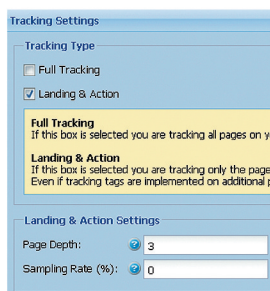 Tracking Settings
Tracking Type
Full Tracking
Landing & Action
Full Tracking
If this box is selected you are tracking all pages on
Landing & Action
If this box is selected you are tracking only the page
Even if tracking tags are implemented on additional
Landing & Action Settings
Page Depth: 3
Sampling Rate (%): 0